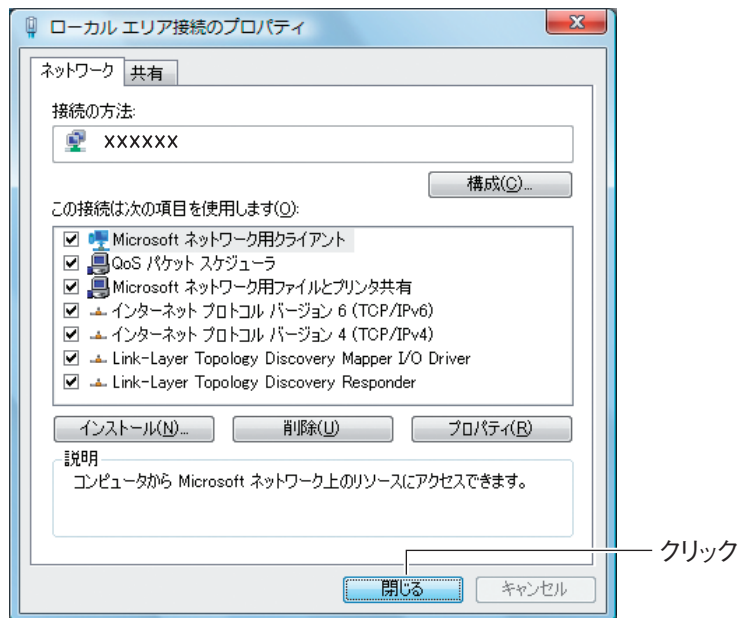 ローカル エリア接続のプロパティ
ネットワーク 共有
接続の方法:
XXXXXX
構成(C)...
この接続は次の項目を使用します(O):
Microsoft ネットワーク用クライアント
QoS パケット スケジューラ
Microsoft ネットワーク用ファイルとプリンタ共有
インターネット プロトコル バージョン 6 (TCP/IPv6)
インターネット プロトコル バージョン 4 (TCP/IPv4)
Link-Layer Topology Discovery Mapper I/O Driver
Link-Layer Topology Discovery Responder
インストール(N)... 削除(U) プロパティ(R)
説明
コンピュータから Microsoft ネットワーク上のリソースにアクセスできます。
クリック
閉じる キャンセル